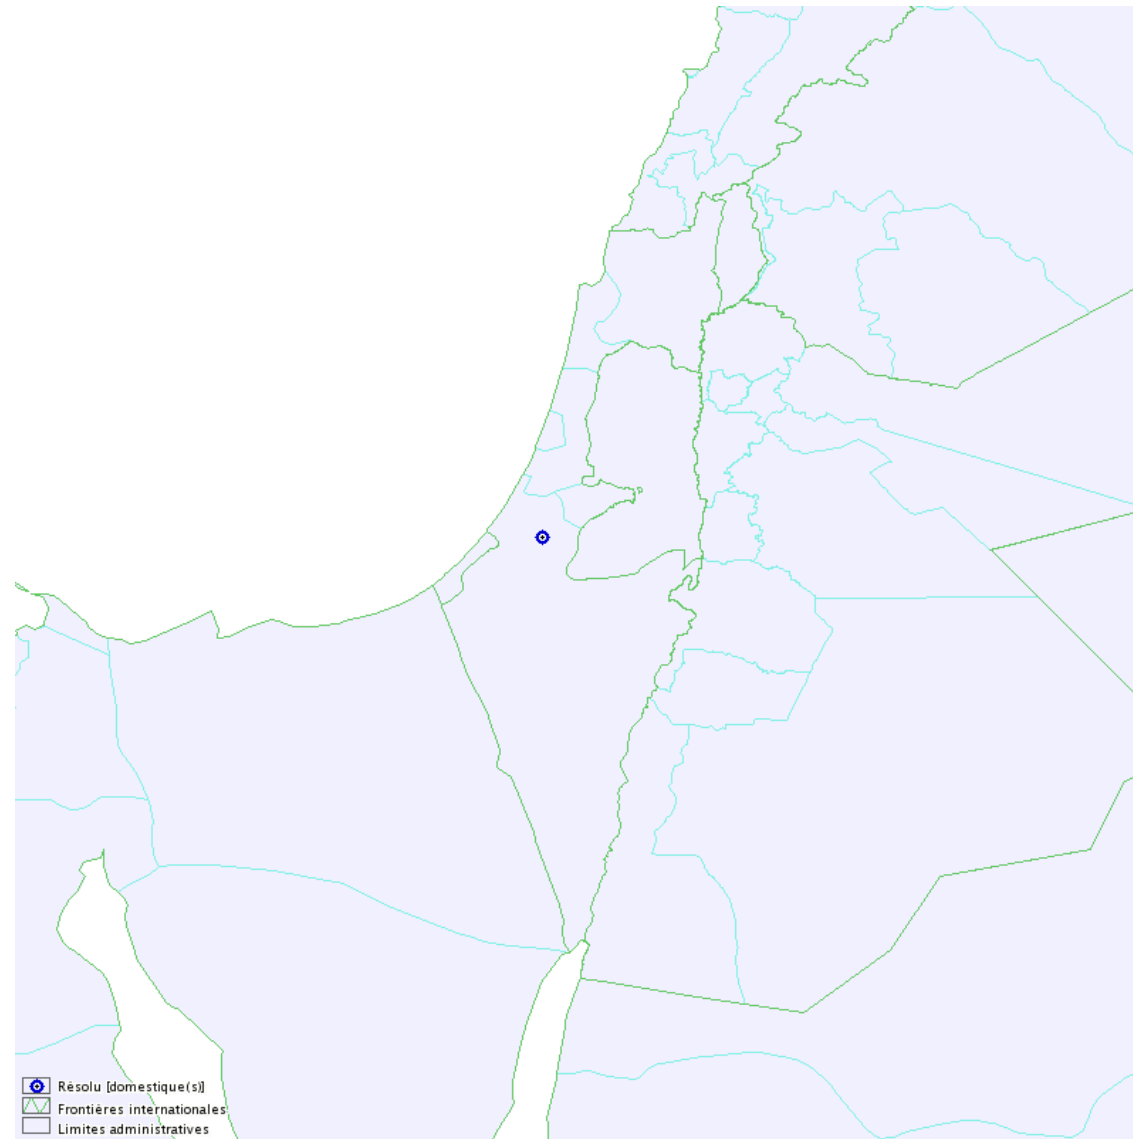 Résolu [domestique(s)]
Frontières internationales
Limites administratives